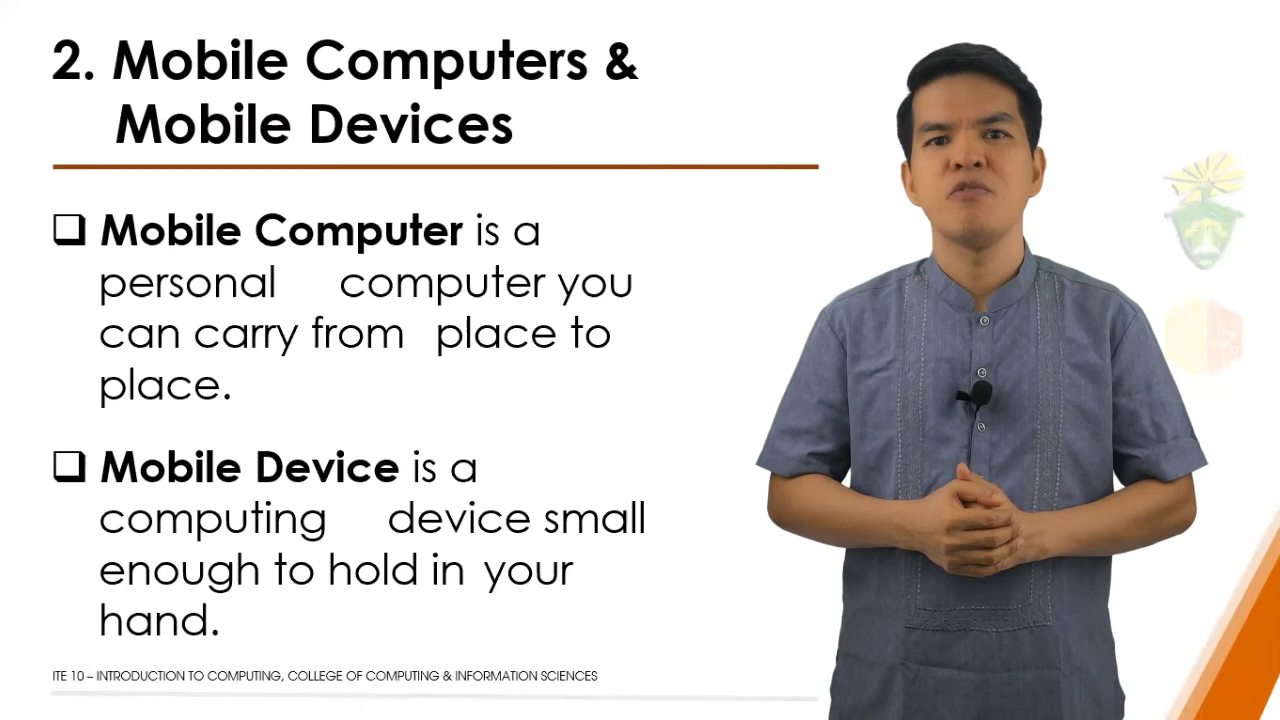 2. Mobile Computers &
Mobile Devices
❑ Mobile Computer is a
personal computer you
can carry from place to
place.
❑ Mobile Device is a
computing device small
enough to hold in your
hand.
ITE 10 – INTRODUCTION TO COMPUTING, COLLEGE OF COMPUTING & INFORMATION SCIENCES